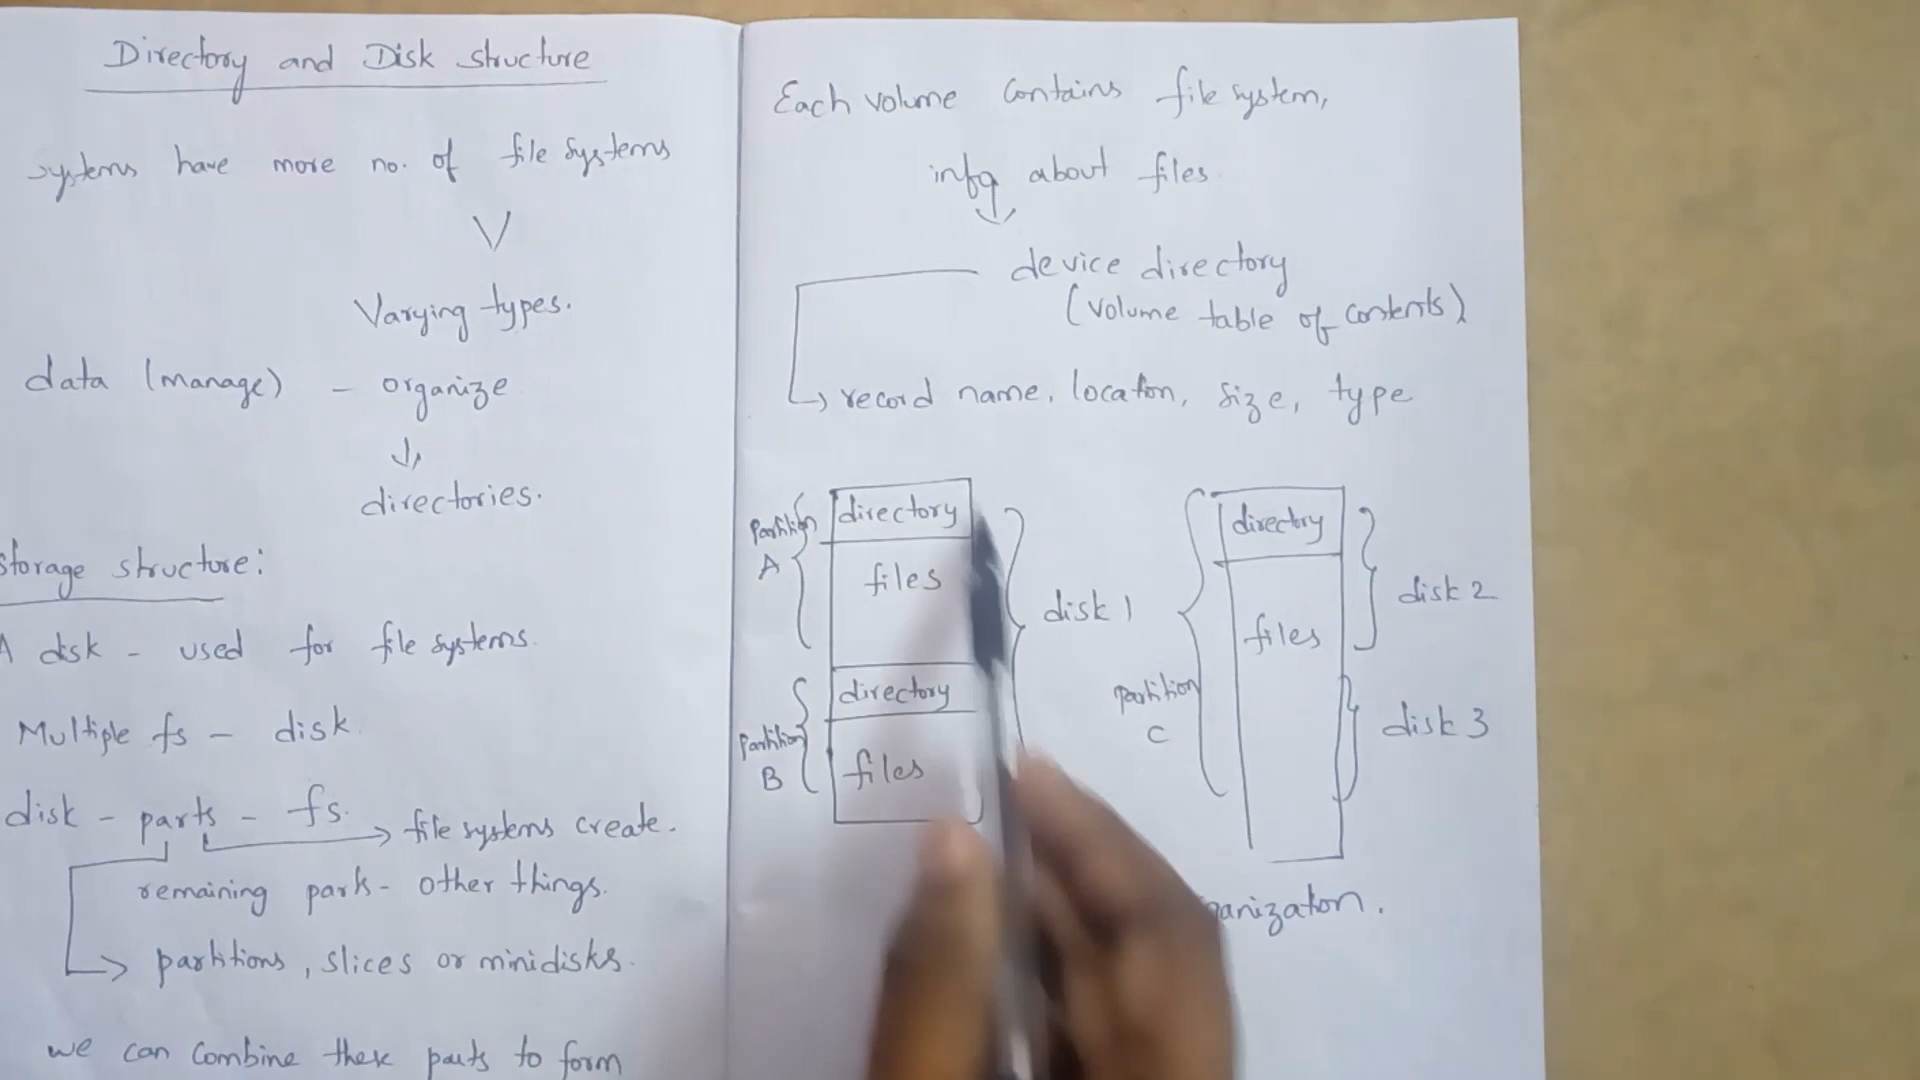 Directory and Disk structure
systems have more no. of file systems
Varying types.
data (manage) - organize
directories.
storage structure:
A disk - used for file systems.
Multiple fs - disk
disk - parts - fs.
file systems create.
remaining parts - other things.
partitions, slices or minidisks.
we can combine these parts to form
Each volume contains file system,
info about files
device directory
(volume table of contents)
record name, location, size, type
partition
A
directory
files
partition
B
directory
files
disk 1
partition
C
directory
files
disk 2
disk 3